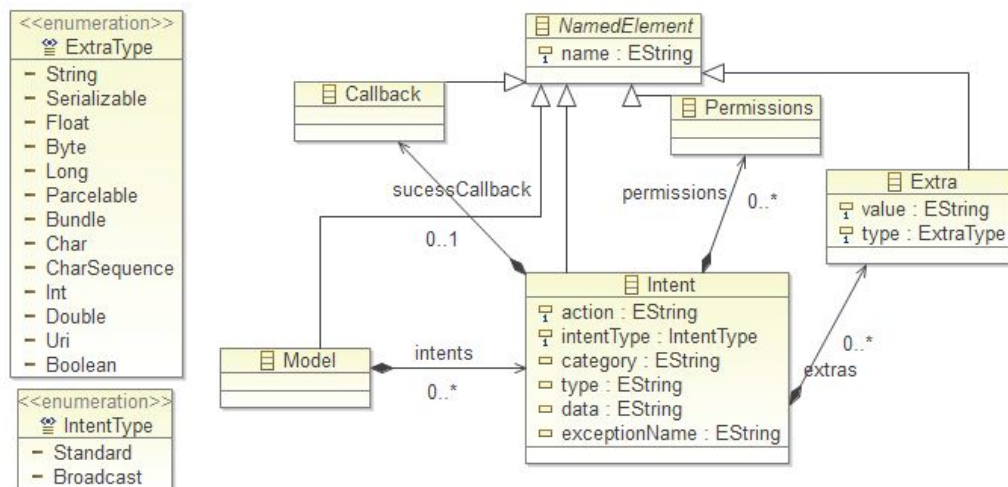 <<enumeration>>
ExtraType
String
Serializable
Float
Byte
Long
Parcelable
Bundle
Char
CharSequence
Int
Double
Uri
Boolean
<<enumeration>>
IntentType
Standard
Broadcast
NamedElement
name : EString
Callback
Permissions
sucessCallback
0..1
permissions
0..*
Extra
value : EString
type : ExtraType
Model
intents
0..*
Intent
action : EString
intentType : IntentType
category : EString
type : EString
data : EString
exceptionName : EString
0..*
extras